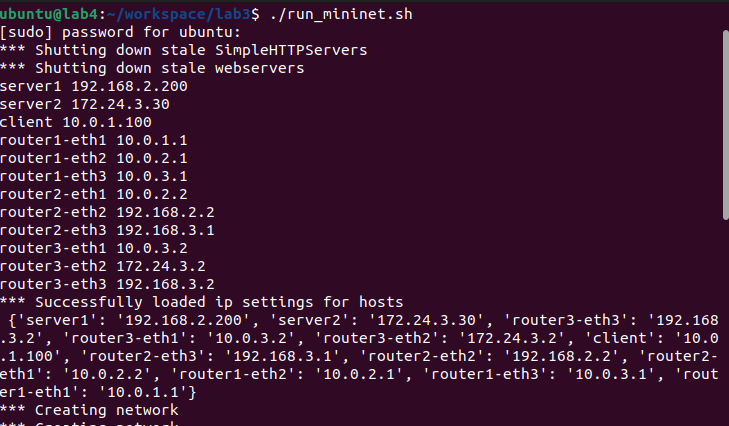 ubuntu@lab4:~/workspace/lab3$ ./run_mininet.sh
[sudo] password for ubuntu:
*** Shutting down stale SimpleHTTPServers
*** Shutting down stale webservers
server1 192.168.2.200
server2 172.24.3.30
client 10.0.1.100
router1-eth1 10.0.1.1
router1-eth2 10.0.2.1
router1-eth3 10.0.3.1
router2-eth1 10.0.2.2
router2-eth2 192.168.2.2
router2-eth3 192.168.3.1
router3-eth1 10.0.3.2
router3-eth2 172.24.3.2
router3-eth3 192.168.3.2
*** Successfully loaded ip settings for hosts
 {'server1': '192.168.2.200', 'server2': '172.24.3.30', 'router3-eth3': '192.168
.3.2', 'router3-eth1': '10.0.3.2', 'router3-eth2': '172.24.3.2', 'client': '10.0
.1.100', 'router2-eth3': '192.168.3.1', 'router2-eth2': '192.168.2.2', 'router2-
eth1': '10.0.2.2', 'router1-eth2': '10.0.2.1', 'router1-eth3': '10.0.3.1', 'rout
er1-eth1': '10.0.1.1'}
*** Creating network
*** Creating network